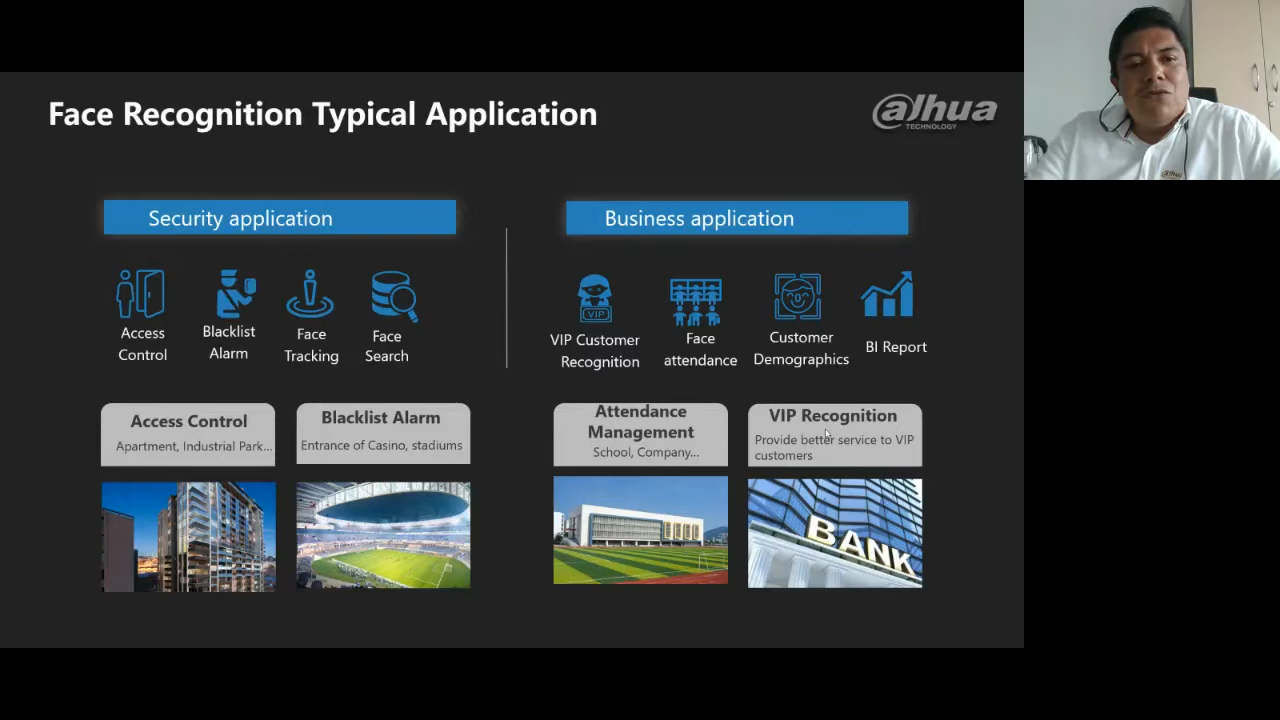 Face Recognition Typical Application
alhua
TECHNOLOGY
Security application
Business application
Access
Control
Blacklist
Alarm
Face
Tracking
Face
Search
VIP
VIP Customer
Recognition
Face
attendance
Customer
Demographics
BI Report
Access Control
Apartment, Industrial Park...
Blacklist Alarm
Entrance of Casino, stadiums
Attendance
Management
School, Company...
VIP Recognition
Provide better service to VIP
customers
BANK
alhua